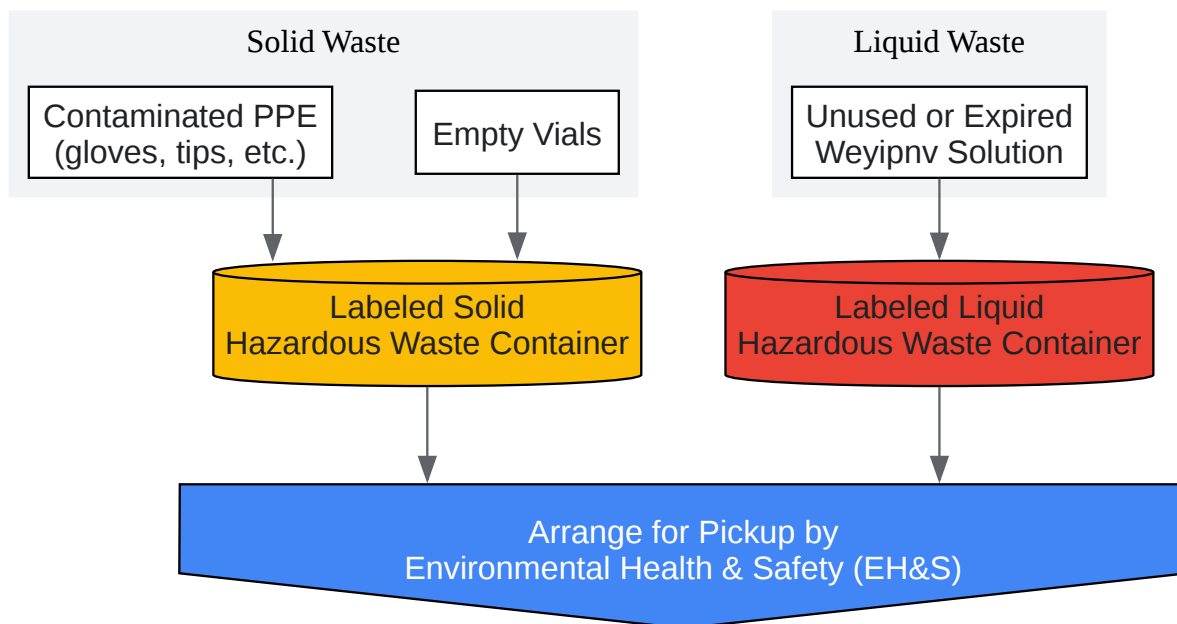 Solid Waste
Liquid Waste
Contaminated PPE
(gloves, tips, etc.)
Empty Vials
Unused or Expired
Weyipnv Solution
Labeled Solid
Hazardous Waste Container
Labeled Liquid
Hazardous Waste Container
Arrange for Pickup by
Environmental Health & Safety (EH&S)